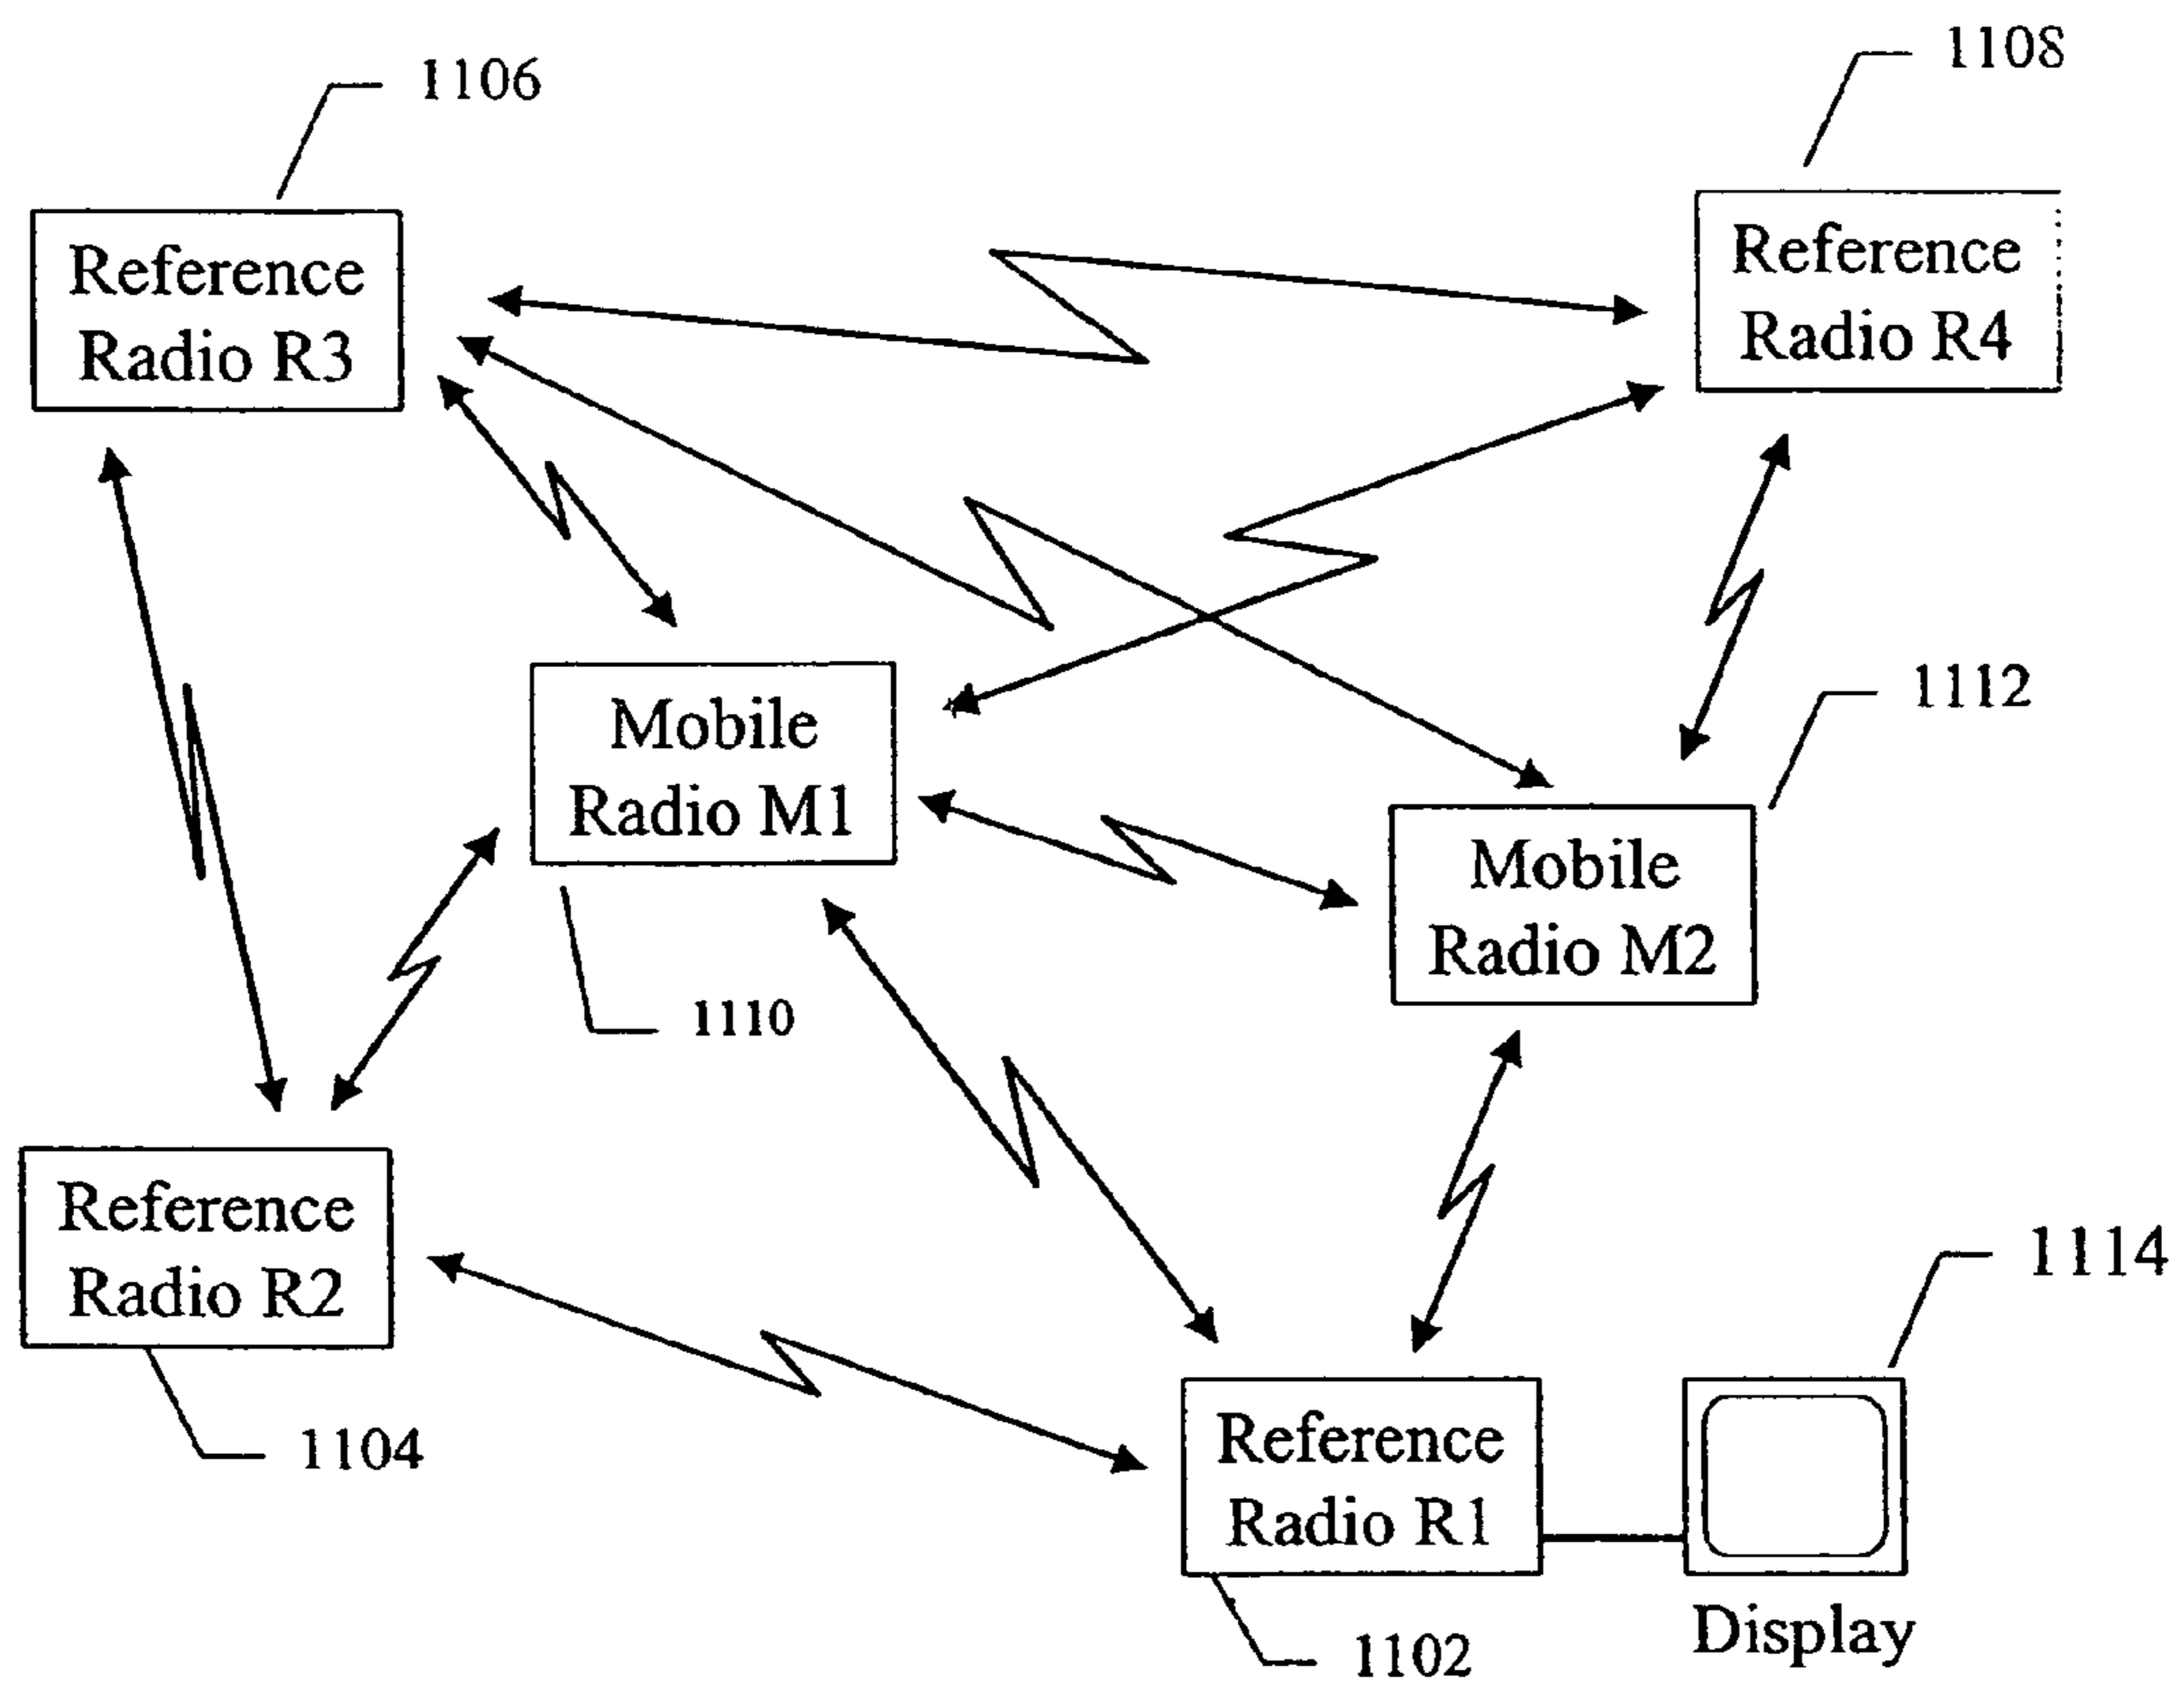 1106
1108
Reference
Radio R3
Reference
Radio R4
1112
Mobile
Radio M1
Mobile
Radio M2
1110
Reference
Radio R2
1114
1104
Reference
Radio R1
Display
1102